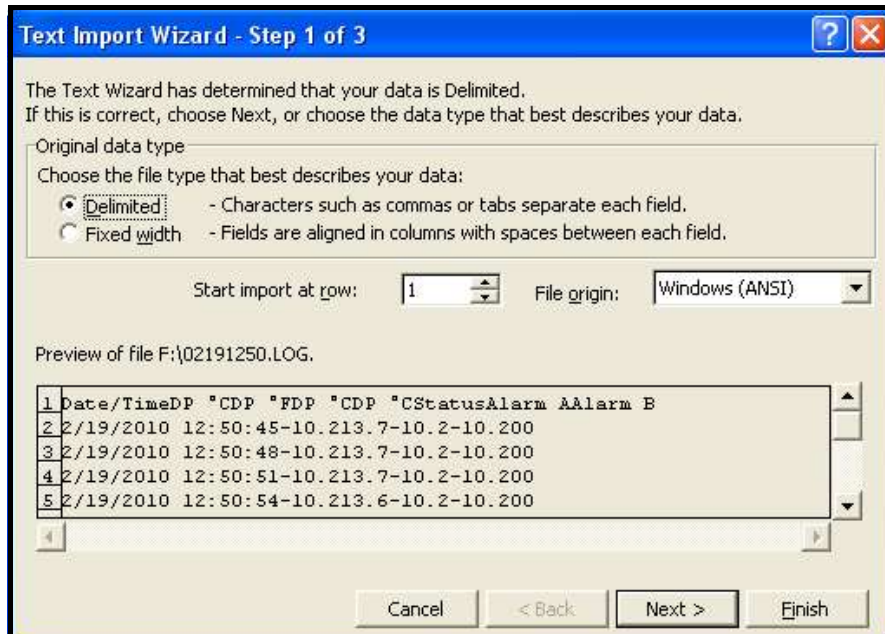 Text Import Wizard - Step 1 of 3
The Text Wizard has determined that your data is Delimited.
If this is correct, choose Next, or choose the data type that best describes your data.
Original data type
Choose the file type that best describes your data:
Delimited - Characters such as commas or tabs separate each field.
Fixed width - Fields are aligned in columns with spaces between each field.
Start import at row: 1 File origin: Windows (ANSI)
Preview of file F:\02191250.LOG.
1 Date/TimeDP °CDP °FDP °CDP °CStatusAlarm AAlarm B
2 2/19/2010 12:50:45-10.213.7-10.2-10.200
3 2/19/2010 12:50:48-10.213.7-10.2-10.200
4 2/19/2010 12:50:51-10.213.7-10.2-10.200
5 2/19/2010 12:50:54-10.213.6-10.2-10.200
Cancel < Back Next > Finish